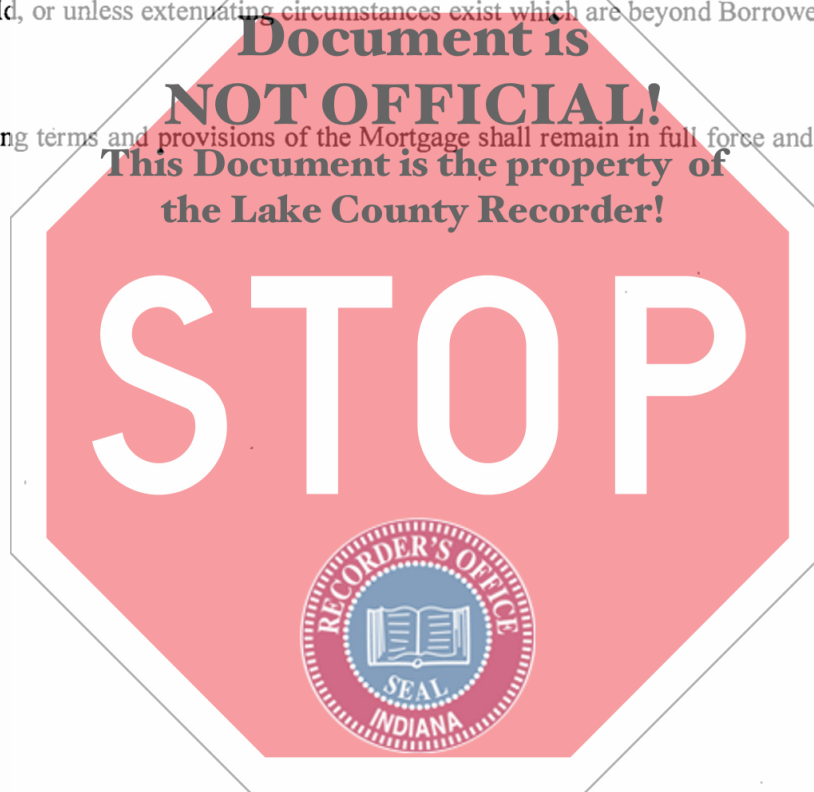 d, or unless extenuating circumstances exist which are beyond Borrowe
Document is
NOT OFFICIAL!
ng terms and provisions of the Mortgage shall remain in full force and
This Document is the property of
the Lake County Recorder!
STOP
RECORDER'S OFFICE
SEAL
INDIANA